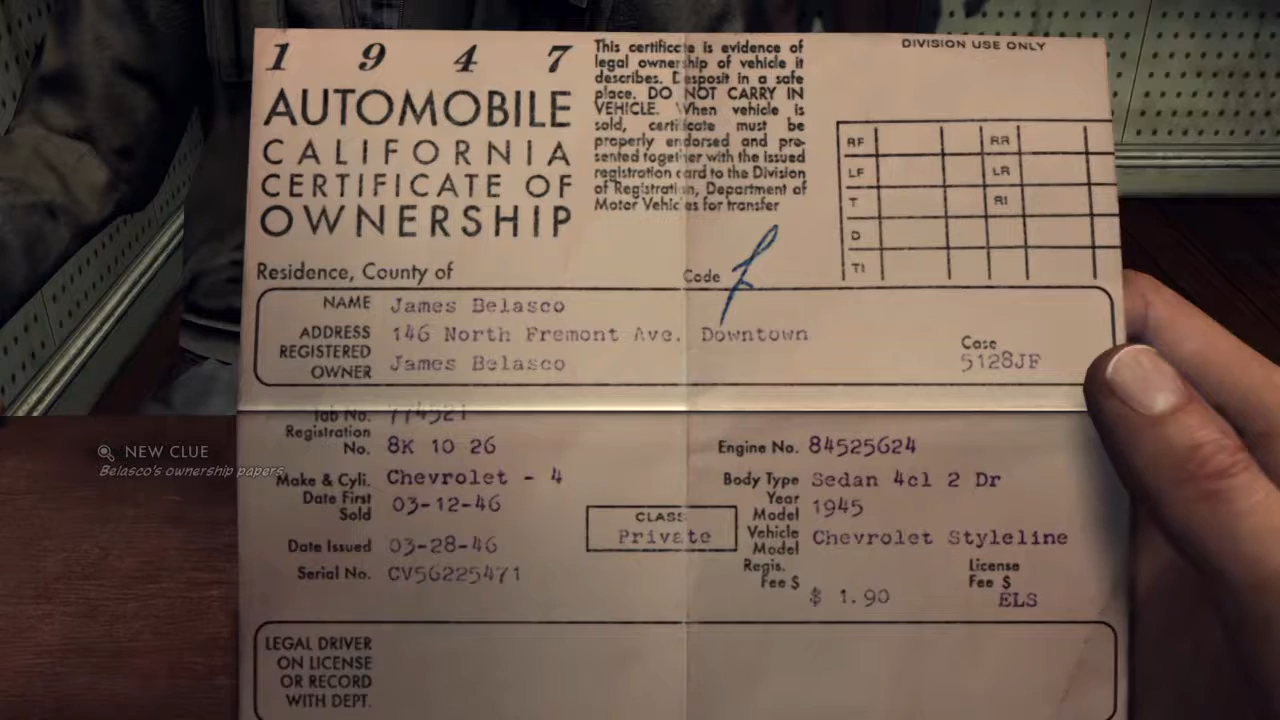 1 9 4 7
AUTOMOBILE
CALIFORNIA
CERTIFICATE OF
OWNERSHIP
This certificate is evidence of
legal ownership of vehicle it
describes. Desposit in a safe
place. DO NOT CARRY IN
VEHICLE. When vehicle is
sold, certificate must be
properly endorsed and pre-
sented together with the issued
registration card to the Division
of Registration, Department of
Motor Vehicles for transfer
DIVISION USE ONLY
RF RR
LF LR
T RI
D
TI
Residence, County of
Code L
NAME James Belasco
ADDRESS 146 North Fremont Ave. Downtown
REGISTERED OWNER James Belasco
Case
5128JF
Tab No. 774521
Registration No. 8K 10 26
Engine No. 84525624
Make & Cyli. Chevrolet - 4
Body Type Sedan 4cl 2 Dr
Date First Sold 03-12-46
Year Model 1945
CLASS
Private
Vehicle Model Chevrolet Styleline
Date Issued 03-28-46
Serial No. CV56225471
Regis. Fee $ $ 1.90
License Fee $ ELS
LEGAL DRIVER
ON LICENSE
OR RECORD
WITH DEPT.
NEW CLUE
Belasco's ownership papers